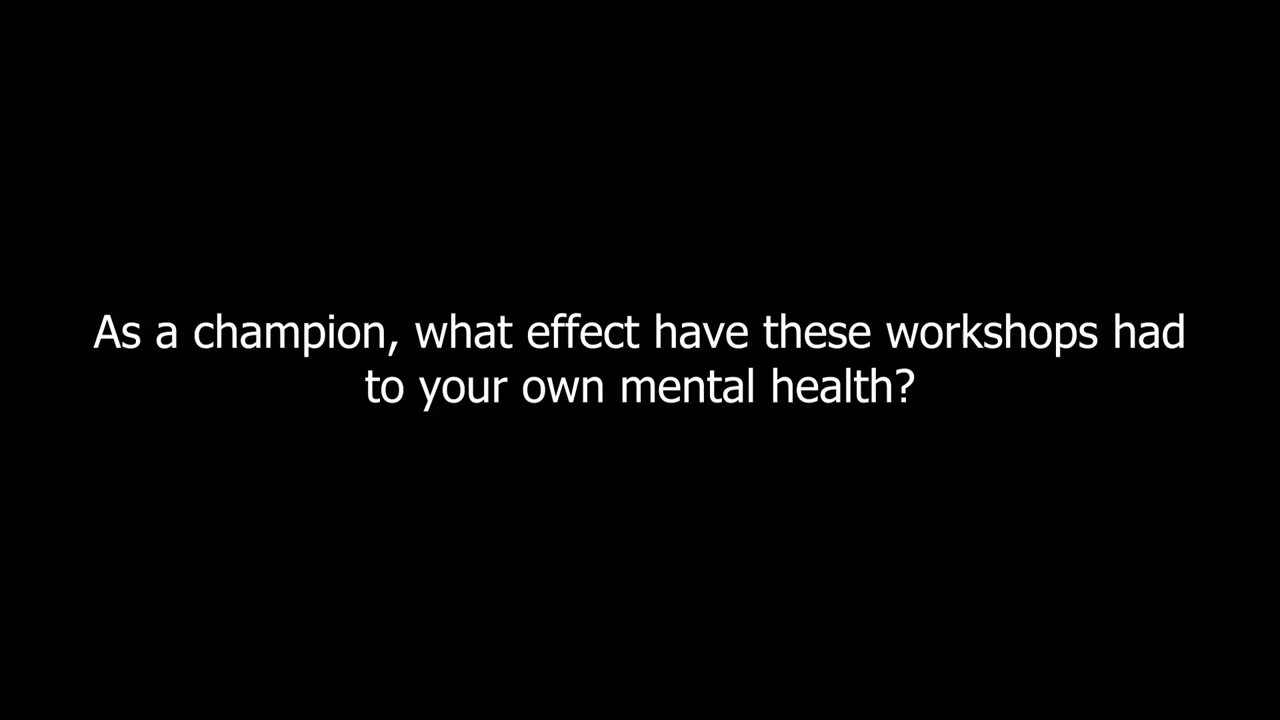 As a champion, what effect have these workshops had
to your own mental health?